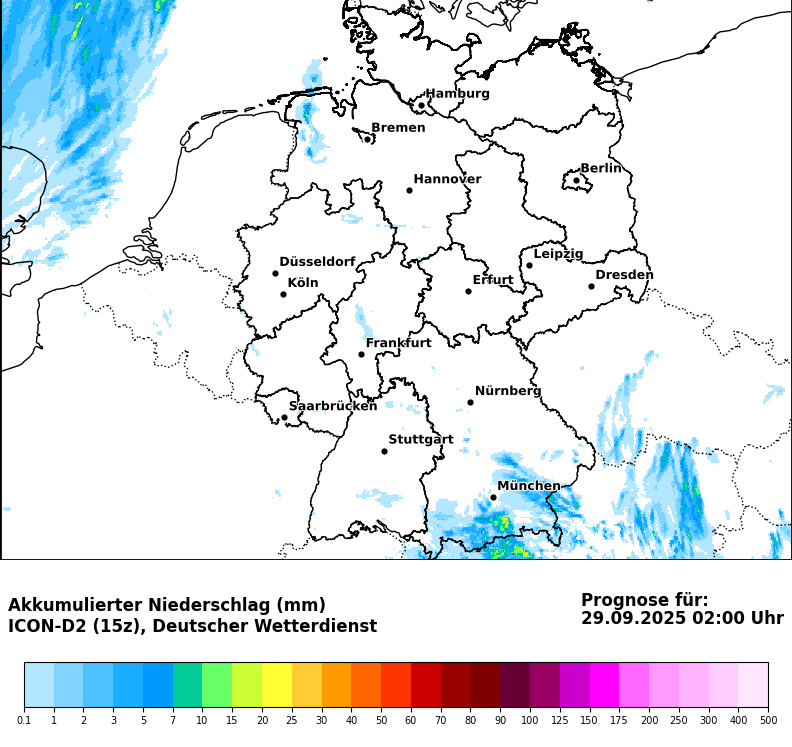 Hamburg
Bremen
Berlin
Hannover
Leipzig
Düsseldorf
Dresden
Köln
Erfurt
Frankfurt
Nürnberg
Saarbrücken
Stuttgart
München
Akkumulierter Niederschlag (mm)
ICON-D2 (15z), Deutscher Wetterdienst
Prognose für:
29.09.2025 02:00 Uhr
0.1 1 2 3 5 7 10 15 20 25 30 40 50 60 70 80 90 100 125 150 175 200 250 300 400 500